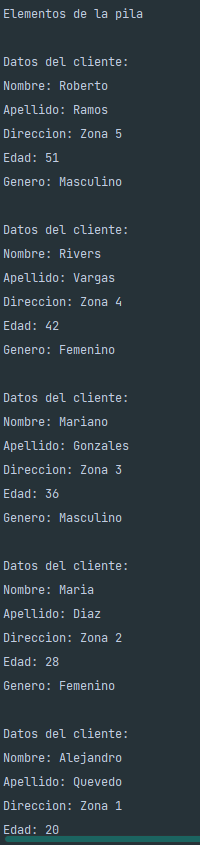 Elementos de la pila
Datos del cliente:
Nombre: Roberto
Apellido: Ramos
Direccion: Zona 5
Edad: 51
Genero: Masculino
Datos del cliente:
Nombre: Rivers
Apellido: Vargas
Direccion: Zona 4
Edad: 42
Genero: Femenino
Datos del cliente:
Nombre: Mariano
Apellido: Gonzales
Direccion: Zona 3
Edad: 36
Genero: Masculino
Datos del cliente:
Nombre: Maria
Apellido: Diaz
Direccion: Zona 2
Edad: 28
Genero: Femenino
Datos del cliente:
Nombre: Alejandro
Apellido: Quevedo
Direccion: Zona 1
Edad: 20